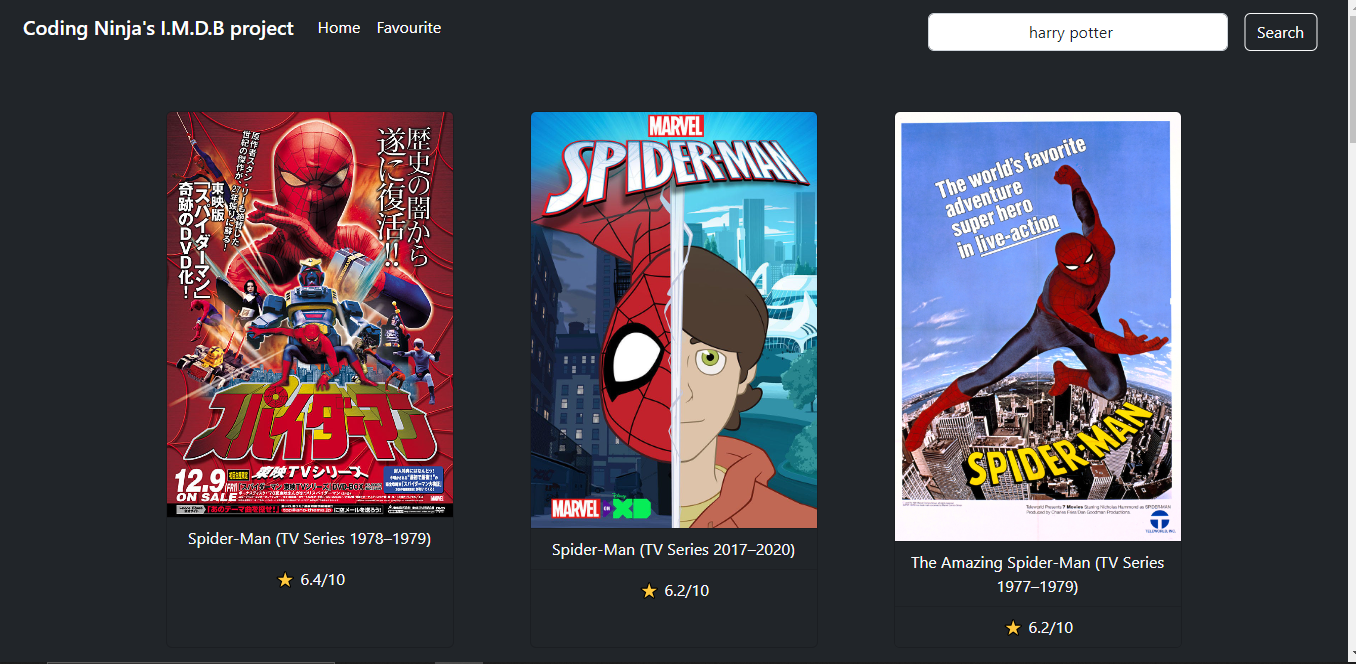 Coding Ninja's I.M.D.B project
Home
Favourite
harry potter
Search
歴史の闇から
遂に復活!!
東映版
「スパイダーマン」
奇跡のDVD化!
スパイダーマン
12.9
ON SALE
東映TVシリーズ
MARVEL
SPIDER-MAN
MARVEL ON Disney XD
The world's favorite
adventure
super hero
in live-action
SPIDER-MAN
Spider-Man (TV Series 1978–1979)
6.4/10
Spider-Man (TV Series 2017–2020)
6.2/10
The Amazing Spider-Man (TV Series
1977–1979)
6.2/10